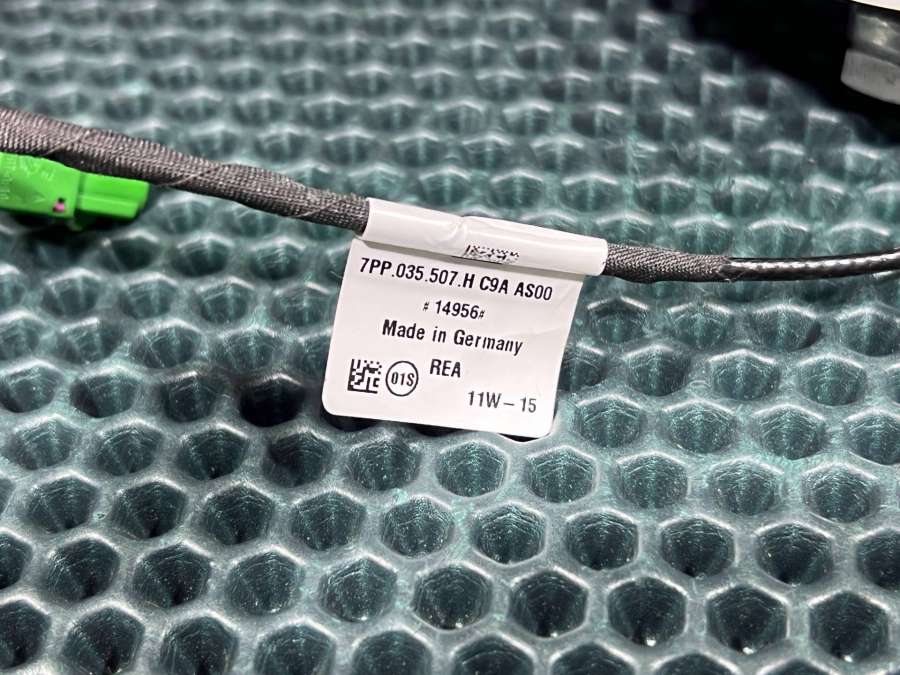 7PP.035.507.H C9A AS00
# 14956#
Made in Germany
REA
01S
11W-15